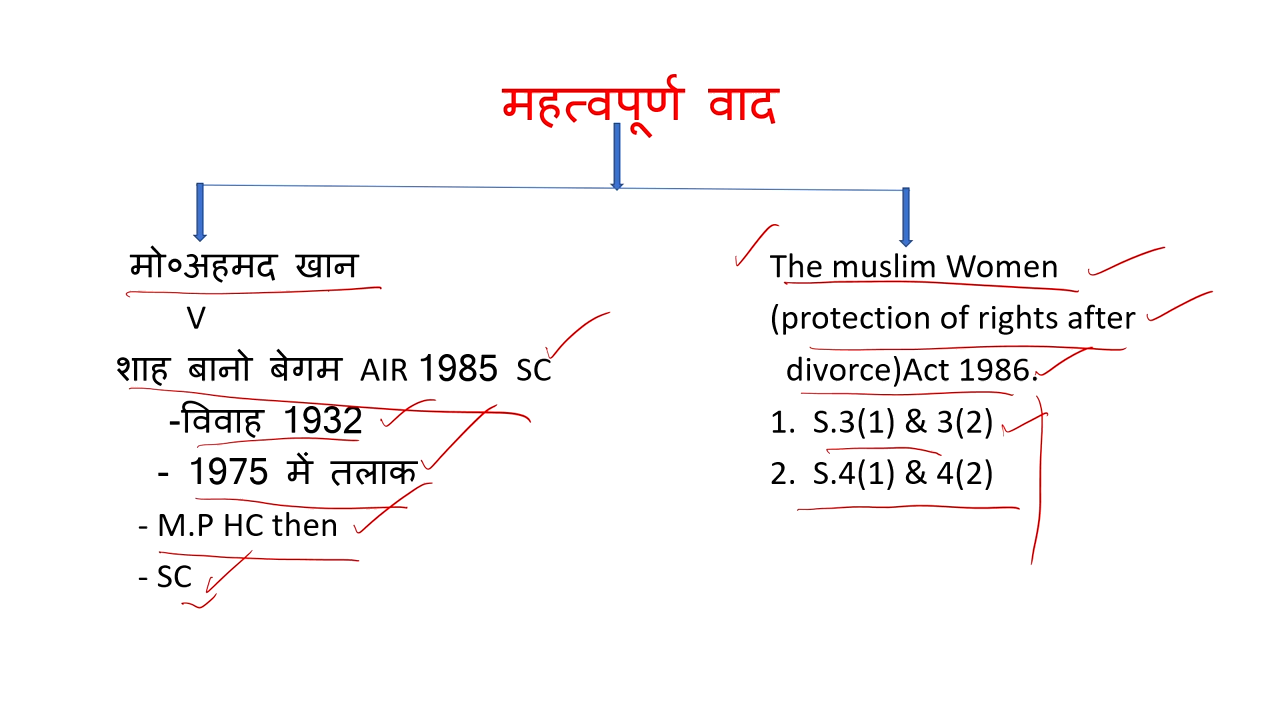 महत्वपूर्ण वाद
मो०अहमद खान
V
शाह बानो बेगम AIR 1985 SC
-विवाह 1932
- 1975 में तलाक
- M.P HC then
- SC
The muslim Women
(protection of rights after
divorce)Act 1986.
1. S.3(1) & 3(2)
2. S.4(1) & 4(2)